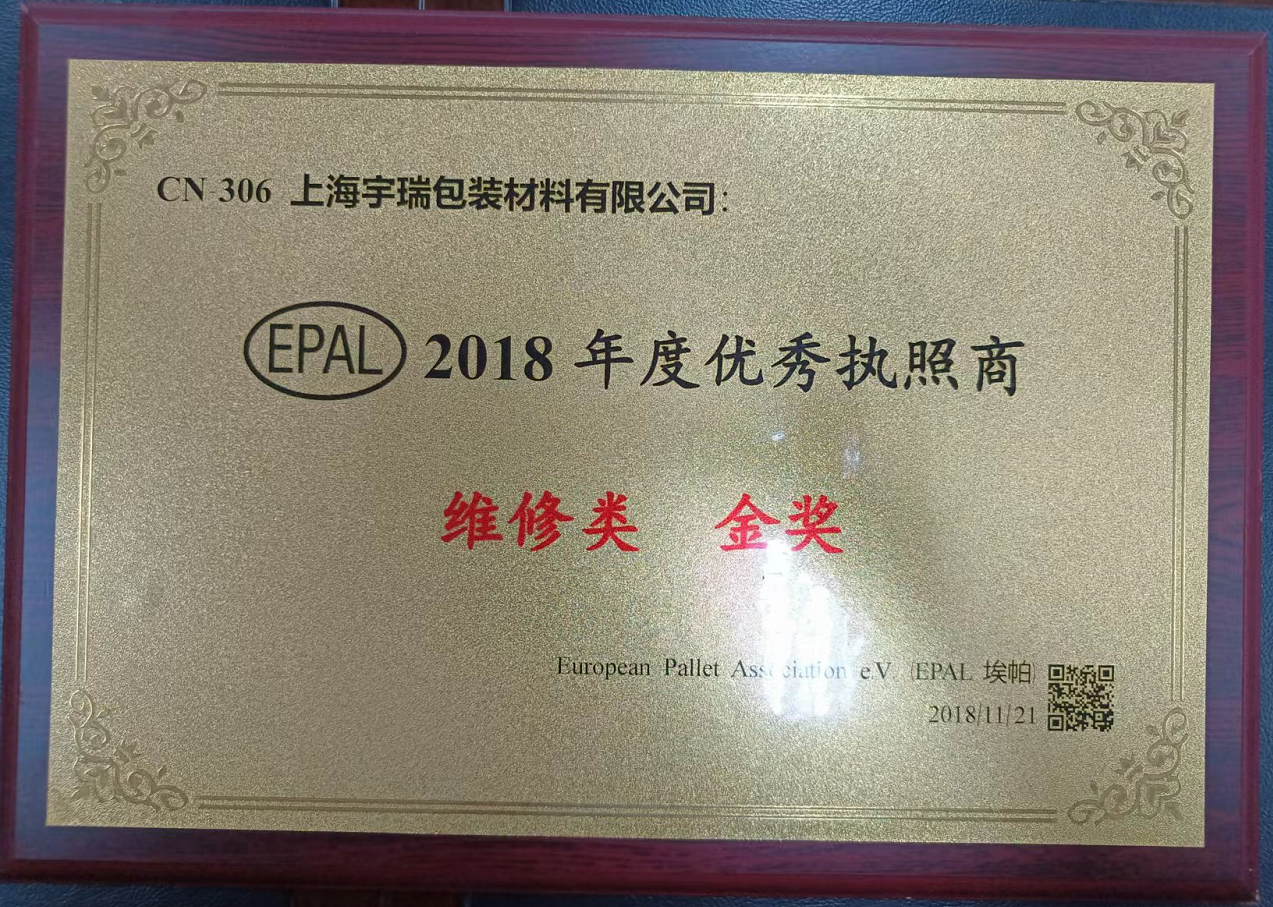 CN 306 上海宇瑞包装材料有限公司:
EPAL 2018 年度优秀执照商
维修类 金奖
European Pallet Association e.V (EPAL 埃帕)
2018/11/21